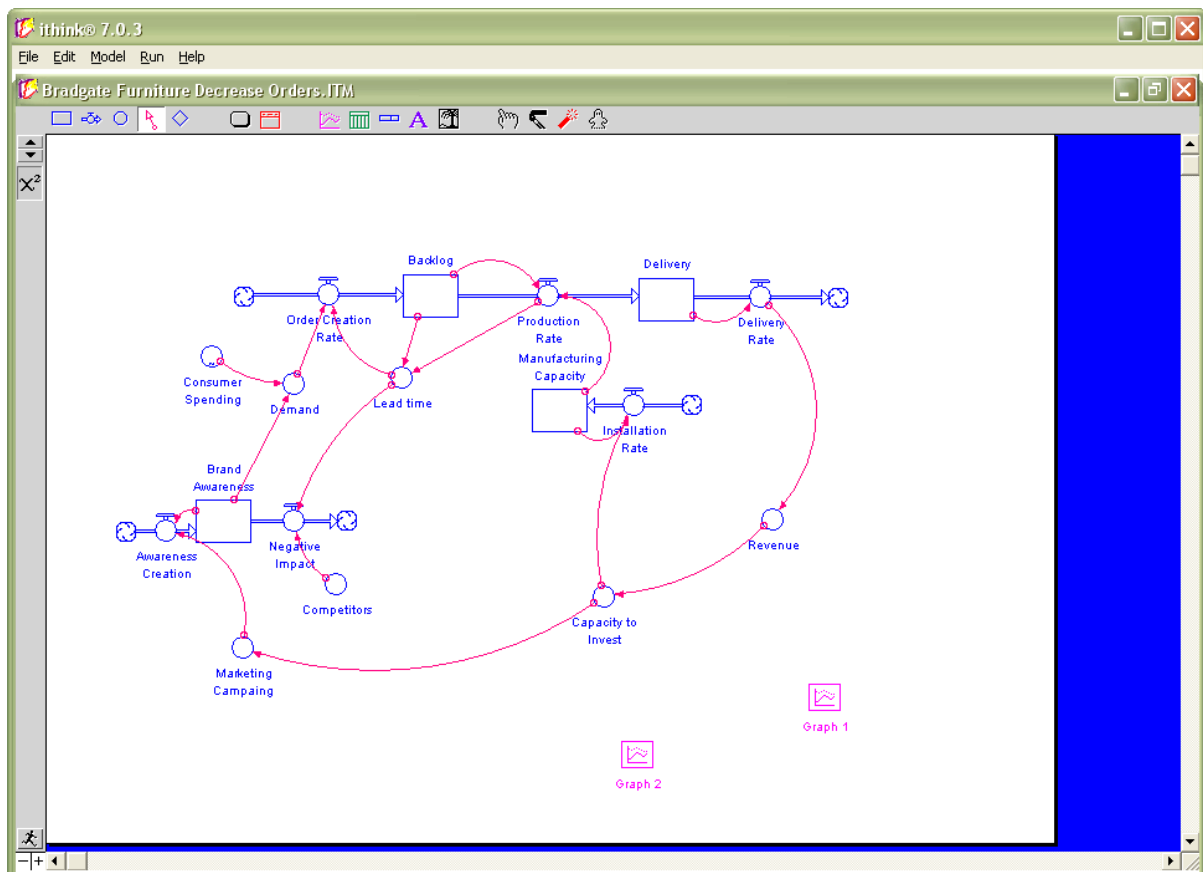 ithink® 7.0.3
File Edit Model Run Help
Bradgate Furniture Decrease Orders.ITM
A
χ²
Backlog
Delivery
Order Creation
Rate
Production
Rate
Delivery
Rate
Manufacturing
Capacity
Consumer
Spending
Demand
Lead time
Installation
Rate
Brand
Awareness
Awareness
Creation
Negative
Impact
Revenue
Competitors
Capacity to
Invest
Marketing
Campaing
Graph 1
Graph 2